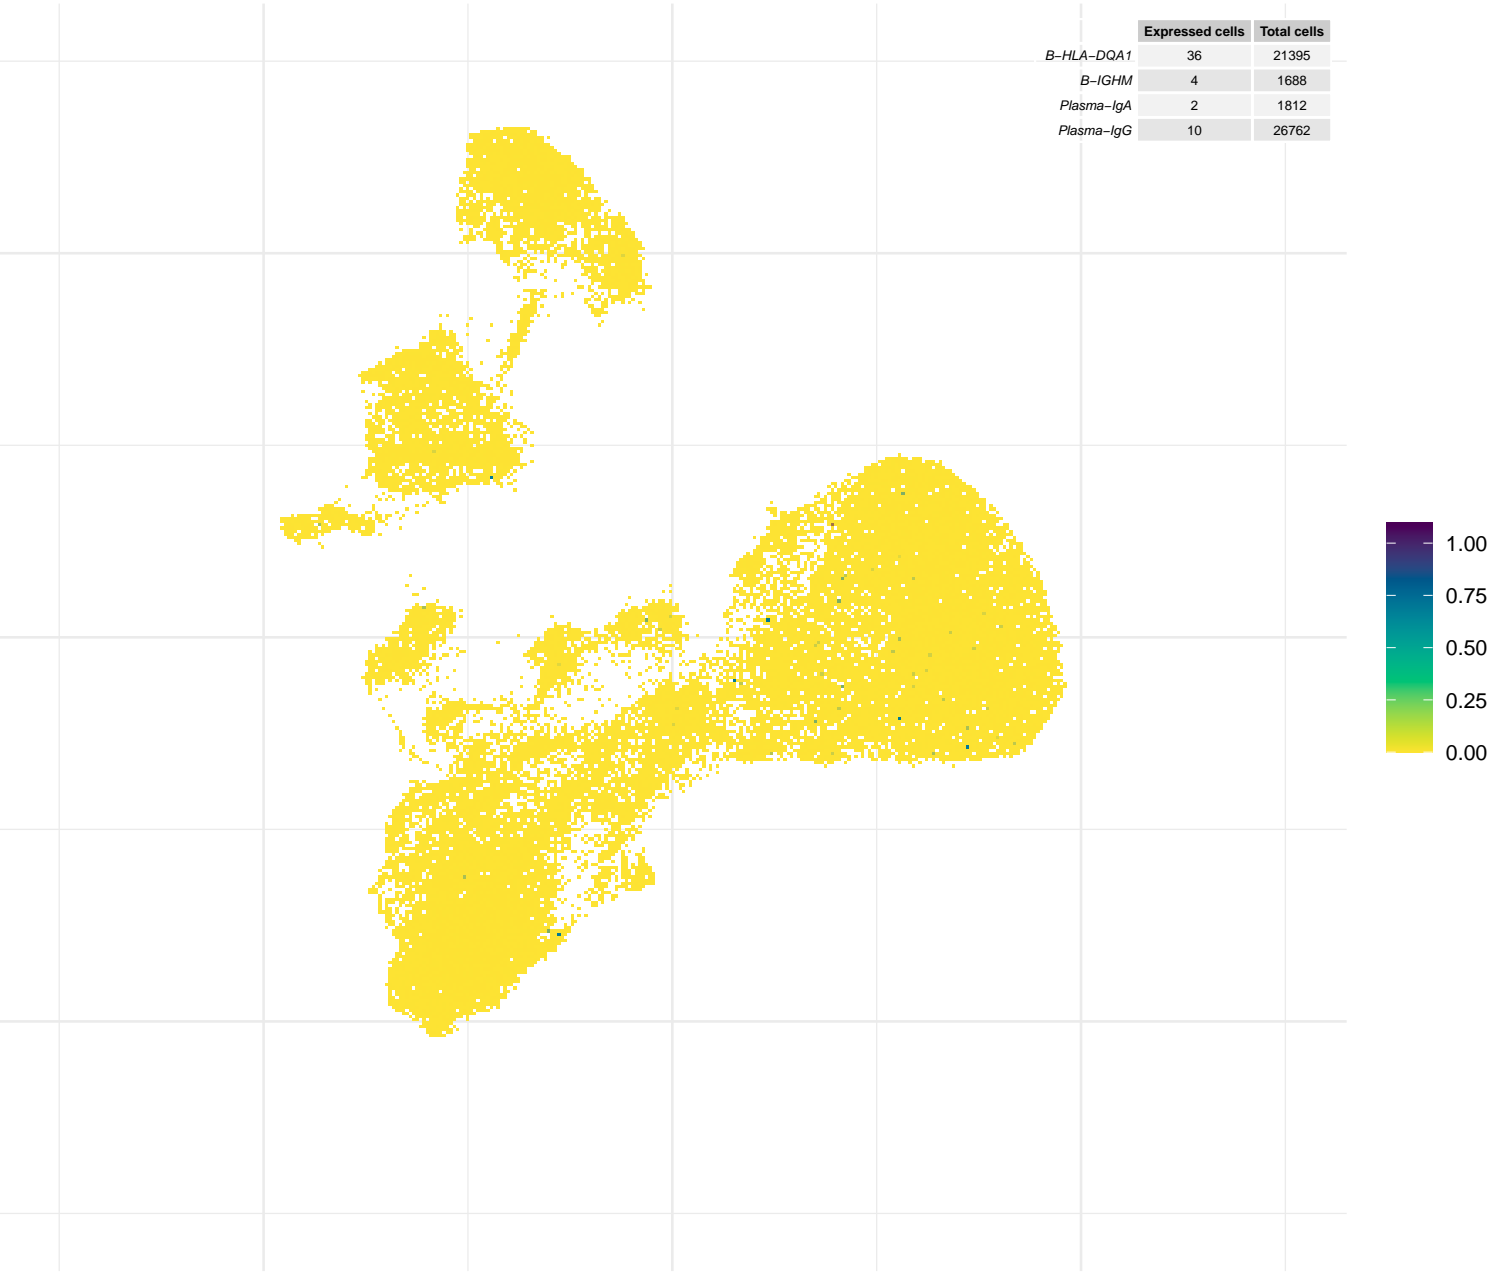 Expressed cells Total cells
B−HLA−DQA1 36 21395
B−IGHM 4 1688
Plasma−IgA 2 1812
Plasma−IgG 10 26762
1.00
0.75
0.50
0.25
0.00